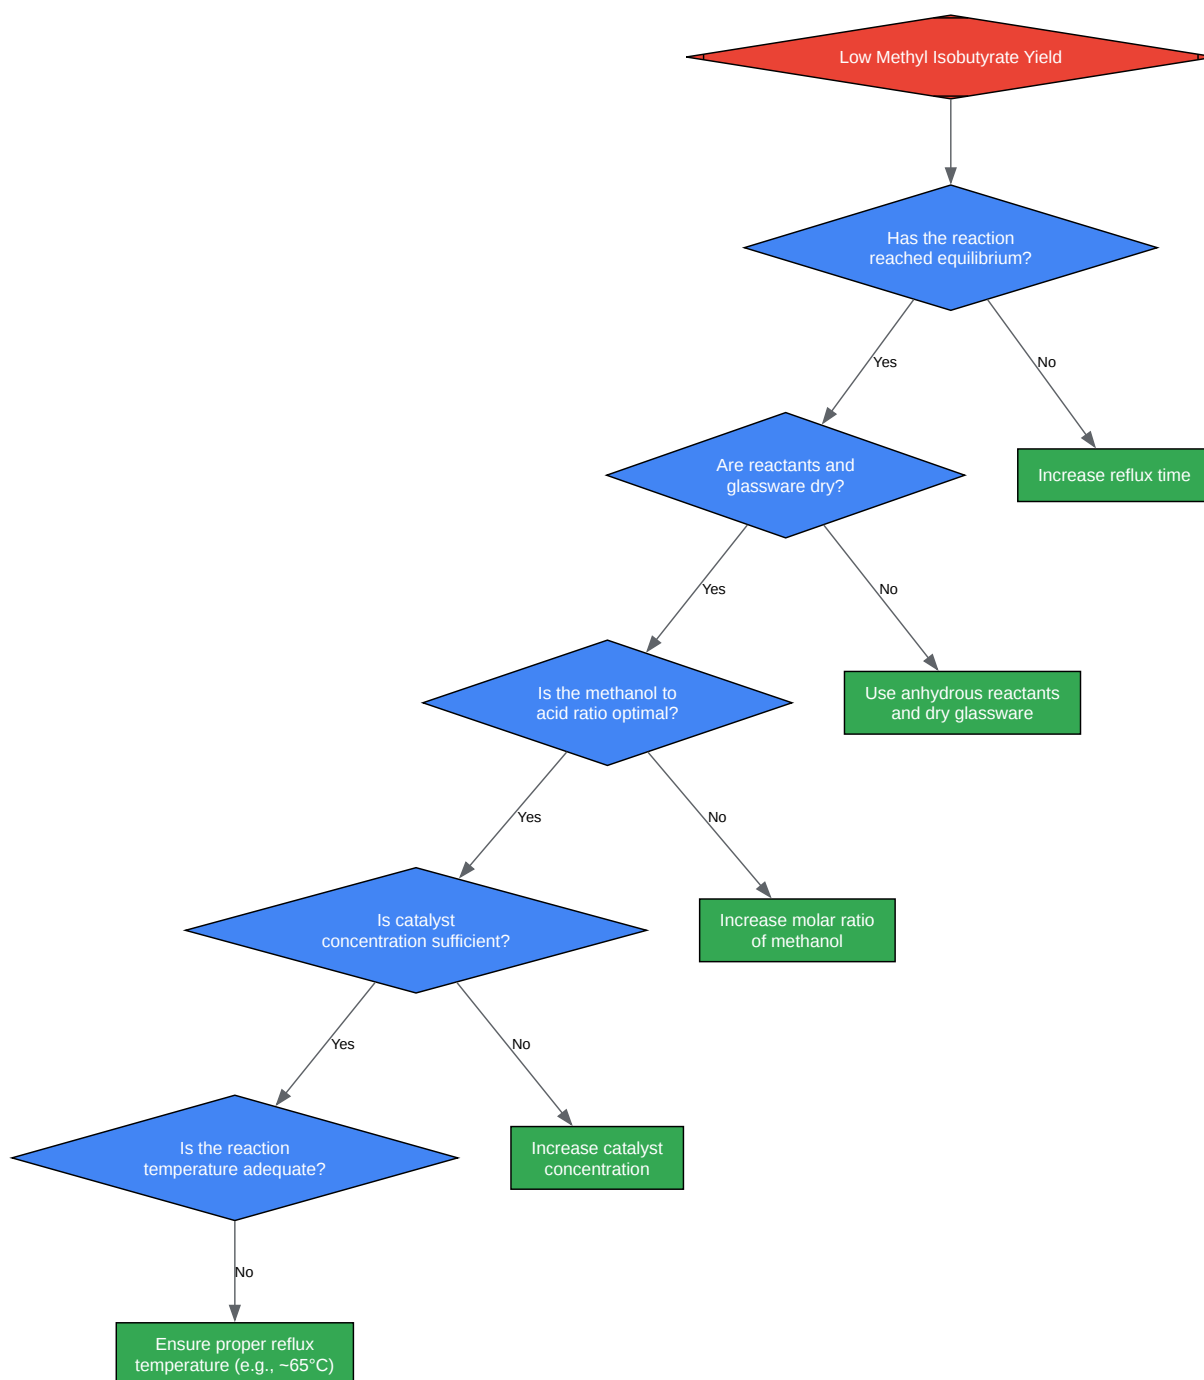 Low Methyl Isobutyrate Yield
Has the reaction
reached equilibrium?
Yes
No
Are reactants and
glassware dry?
Increase reflux time
Yes
No
Is the methanol to
acid ratio optimal?
Use anhydrous reactants
and dry glassware
Yes
No
Is catalyst
concentration sufficient?
Increase molar ratio
of methanol
Yes
No
Is the reaction
temperature adequate?
Increase catalyst
concentration
No
Ensure proper reflux
temperature (e.g., ~65°C)